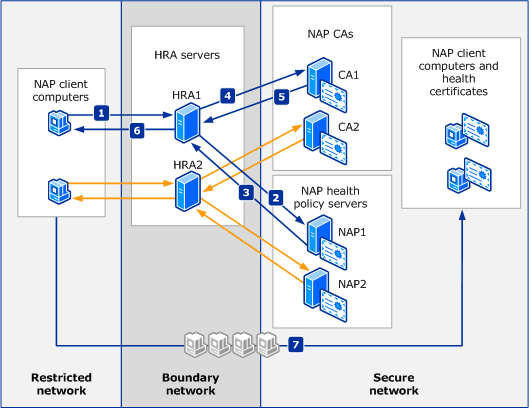 NAP client
computers
HRA servers
HRA1
HRA2
NAP CAs
CA1
CA2
NAP health
policy servers
NAP1
NAP2
NAP client
computers and
health
certificates
1
6
4
5
2
3
7
Restricted
network
Boundary
network
Secure
network